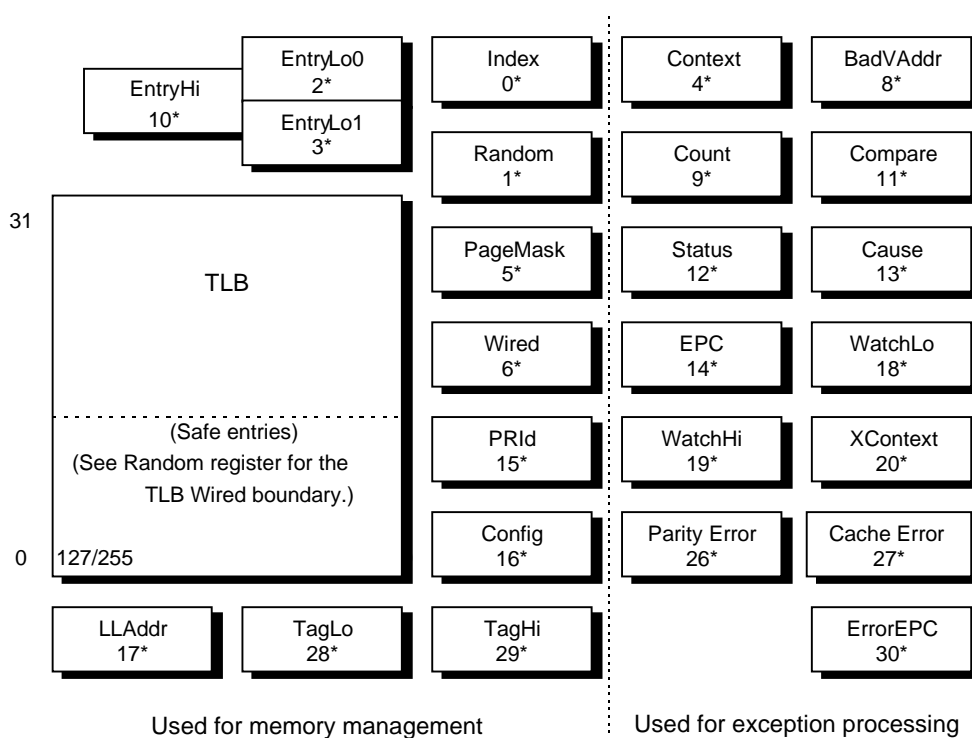 EntryHi
10*
EntryLo0
2*
EntryLo1
3*
Index
0*
Context
4*
BadVAddr
8*
Random
1*
Count
9*
Compare
11*
31
TLB
PageMask
5*
Status
12*
Cause
13*
Wired
6*
EPC
14*
WatchLo
18*
(Safe entries)
(See Random register for the
TLB Wired boundary.)
PRId
15*
WatchHi
19*
XContext
20*
0
127/255
Config
16*
Parity Error
26*
Cache Error
27*
LLAddr
17*
TagLo
28*
TagHi
29*
ErrorEPC
30*
Used for memory management
Used for exception processing